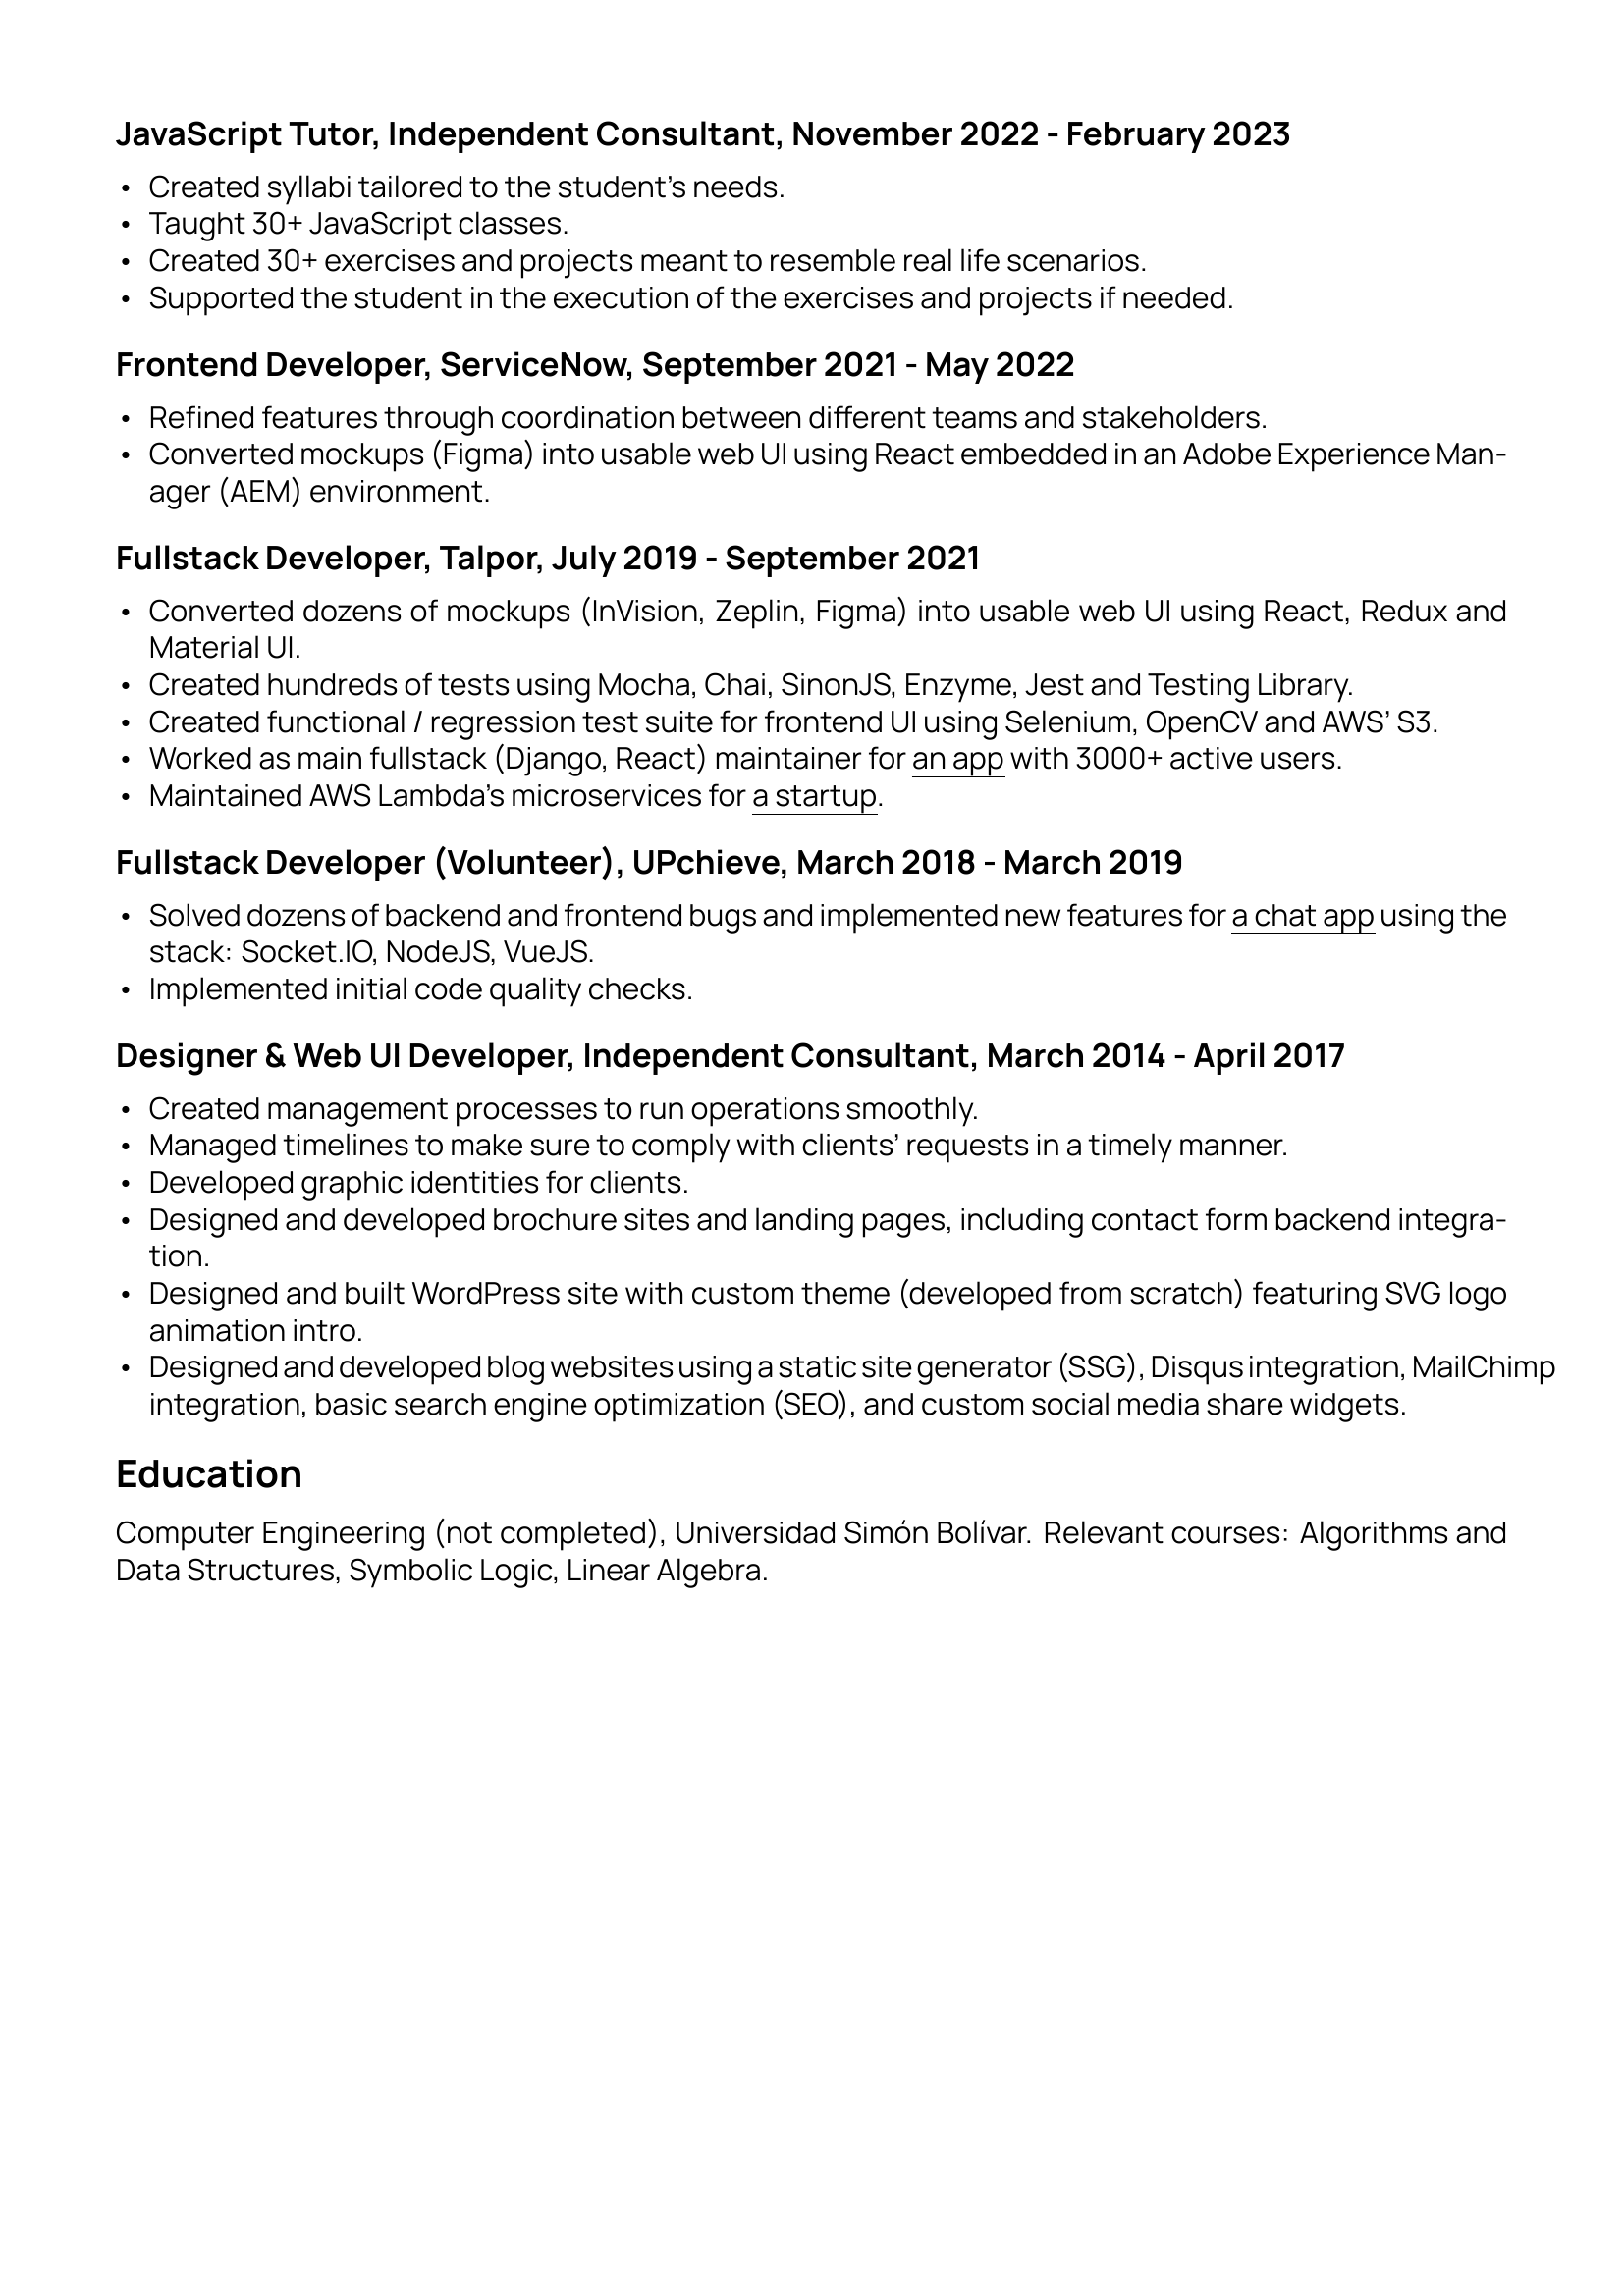 JavaScript Tutor, Independent Consultant, November 2022 - February 2023
• Created syllabi tailored to the student’s needs.
• Taught 30+ JavaScript classes.
• Created 30+ exercises and projects meant to resemble real life scenarios.
• Supported the student in the execution of the exercises and projects if needed.
Frontend Developer, ServiceNow, September 2021 - May 2022
• Refined features through coordination between different teams and stakeholders.
• Converted mockups (Figma) into usable web UI using React embedded in an Adobe Experience Man-
ager (AEM) environment.
Fullstack Developer, Talpor, July 2019 - September 2021
• Converted dozens of mockups (InVision, Zeplin, Figma) into usable web UI using React, Redux and
Material UI.
• Created hundreds of tests using Mocha, Chai, SinonJS, Enzyme, Jest and Testing Library.
• Created functional / regression test suite for frontend UI using Selenium, OpenCV and AWS’ S3.
• Worked as main fullstack (Django, React) maintainer for an app with 3000+ active users.
• Maintained AWS Lambda’s microservices for a startup.
Fullstack Developer (Volunteer), UPchieve, March 2018 - March 2019
• Solved dozens of backend and frontend bugs and implemented new features for a chat app using the
stack: Socket.IO, NodeJS, VueJS.
• Implemented initial code quality checks.
Designer & Web UI Developer, Independent Consultant, March 2014 - April 2017
• Created management processes to run operations smoothly.
• Managed timelines to make sure to comply with clients’ requests in a timely manner.
• Developed graphic identities for clients.
• Designed and developed brochure sites and landing pages, including contact form backend integra-
tion.
• Designed and built WordPress site with custom theme (developed from scratch) featuring SVG logo
animation intro.
• Designed and developed blog websites using a static site generator (SSG), Disqus integration, MailChimp
integration, basic search engine optimization (SEO), and custom social media share widgets.
Education
Computer Engineering (not completed), Universidad Simón Bolívar. Relevant courses: Algorithms and
Data Structures, Symbolic Logic, Linear Algebra.